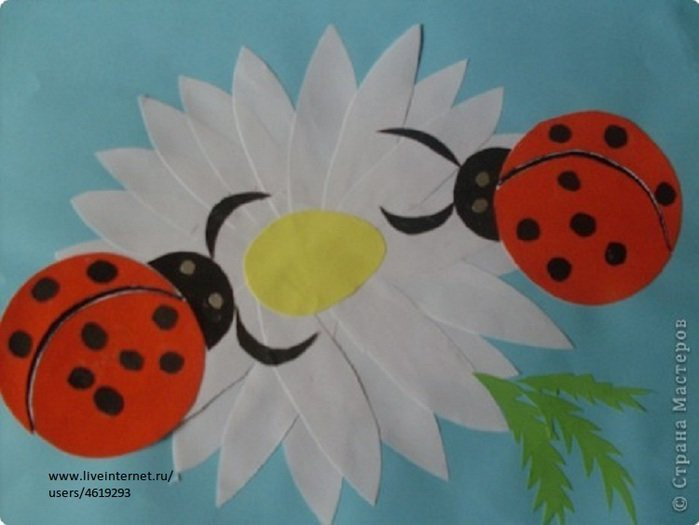 © Страна Мастеров
www.liveinternet.ru/
users/4619293